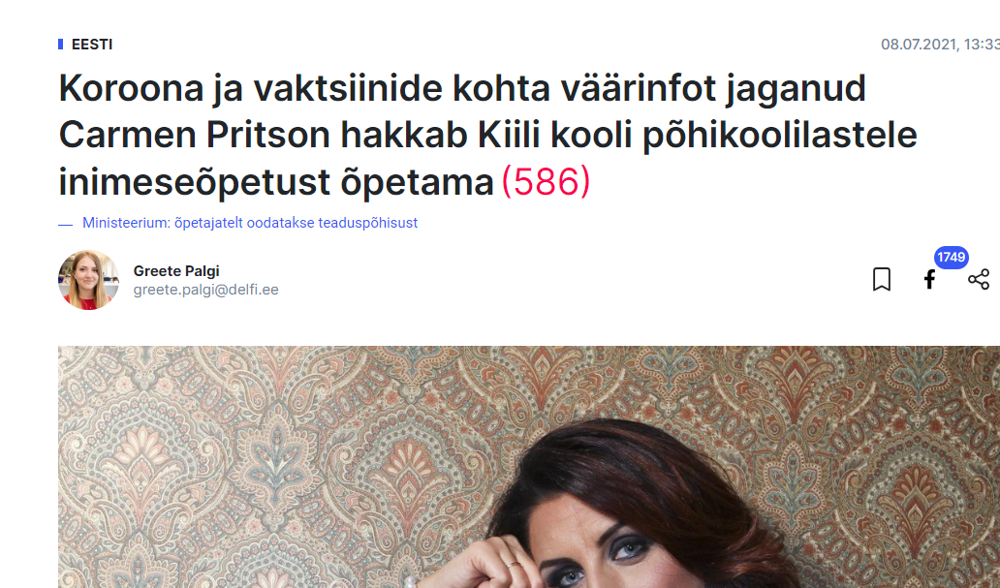 EESTI
08.07.2021, 13:33
Koroona ja vaktsiinide kohta väärinfot jaganud
Carmen Pritson hakkab Kiili kooli põhikoolilastele
inimeseõpetust õpetama (586)
— Ministeerium: õpetajatelt oodatakse teaduspõhisust
Greete Palgi
greete.palgi@delfi.ee
1749